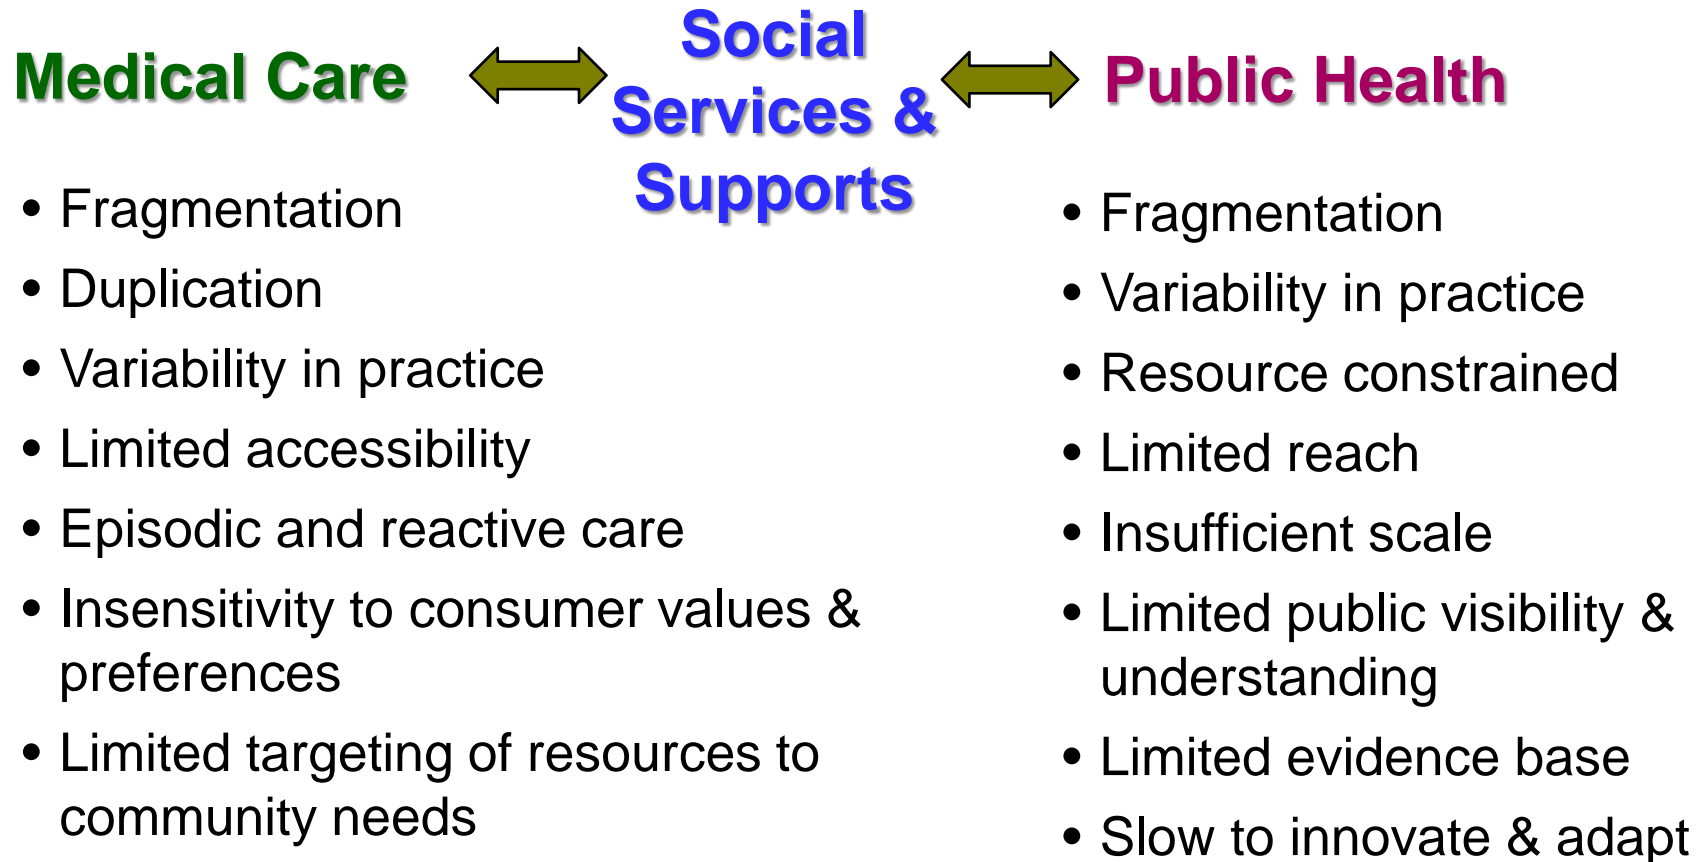 Medical Care
Social
Services &
Supports
Public Health
• Fragmentation
• Duplication
• Variability in practice
• Limited accessibility
• Episodic and reactive care
• Insensitivity to consumer values &
preferences
• Limited targeting of resources to
community needs
• Fragmentation
• Variability in practice
• Resource constrained
• Limited reach
• Insufficient scale
• Limited public visibility &
understanding
• Limited evidence base
• Slow to innovate & adapt